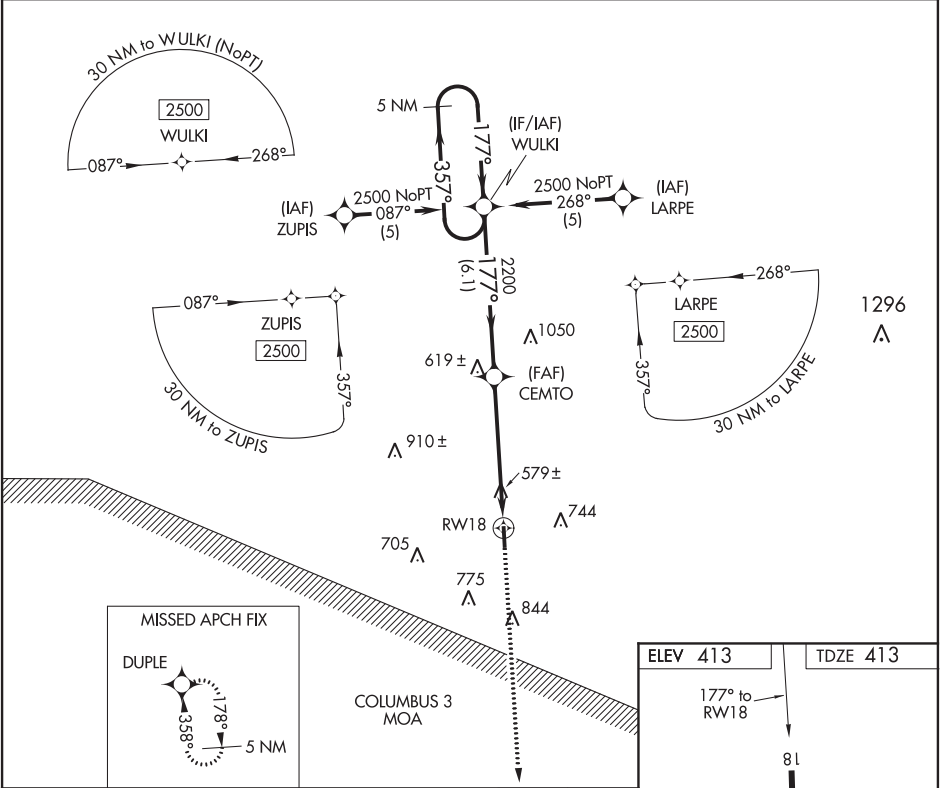 30 NM to WULKI (NoPT)
2500
WULKI
087°
268°
5 NM
177°
357°
(IF/IAF)
WULKI
(IAF)
ZUPIS
2500 NoPT
087°
(5)
2500 NoPT
268°
(5)
(IAF)
LARPE
2200
177°
(6.1)
087°
ZUPIS
2500
357°
30 NM to ZUPIS
268°
LARPE
2500
357°
30 NM to LARPE
1296
1050
619 ±
(FAF)
CEMTO
910 ±
579 ±
RW18
744
705
775
844
MISSED APCH FIX
DUPLE
178°
358°
5 NM
COLUMBUS 3
MOA
ELEV 413
TDZE 413
177° to
RW18
18